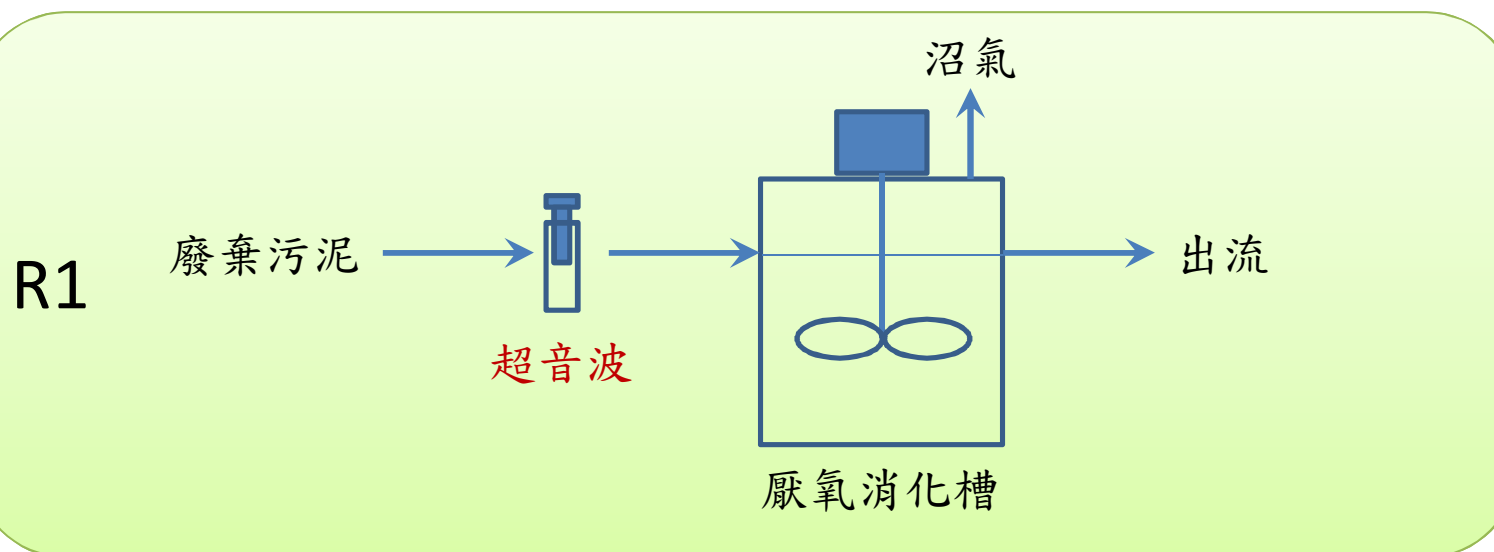 沼氣
R1
廢棄污泥
出流
超音波
厭氧消化槽